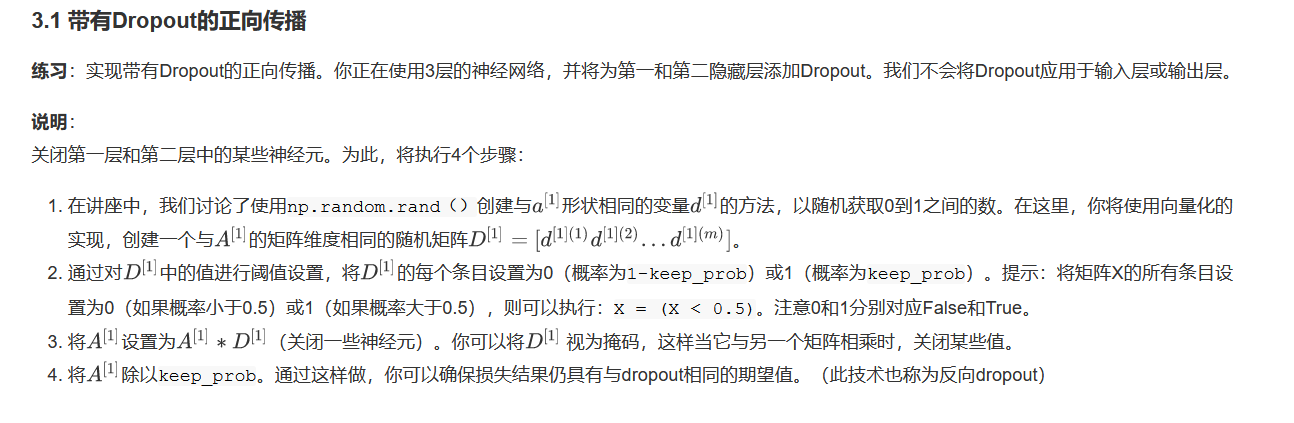 3.1 带有Dropout的正向传播
练习：实现带有Dropout的正向传播。你正在使用3层的神经网络，并将为第一和第二隐藏层添加Dropout。我们不会将Dropout应用于输入层或输出层。
说明：
关闭第一层和第二层中的某些神经元。为此，将执行4个步骤：
1. 在讲座中，我们讨论了使用np.random.rand（）创建与a^{[1]}形状相同的变量d^{[1]}的方法，以随机获取0到1之间的数。在这里，你将使用向量化的
实现，创建一个与A^{[1]}的矩阵维度相同的随机矩阵D^{[1]} = [d^{[1](1)}d^{[1](2)}...d^{[1](m)}]。
2. 通过对D^{[1]}中的值进行阈值设置，将D^{[1]}的每个条目设置为0（概率为1-keep_prob）或1（概率为keep_prob）。提示：将矩阵X的所有条目设
置为0（如果概率小于0.5）或1（如果概率大于0.5），则可以执行：X = (X < 0.5)。注意0和1分别对应False和True。
3. 将A^{[1]}设置为A^{[1]} * D^{[1]}（关闭一些神经元）。你可以将D^{[1]} 视为掩码，这样当它与另一个矩阵相乘时，关闭某些值。
4. 将A^{[1]}除以keep_prob。通过这样做，你可以确保损失结果仍具有与dropout相同的期望值。（此技术也称为反向dropout）